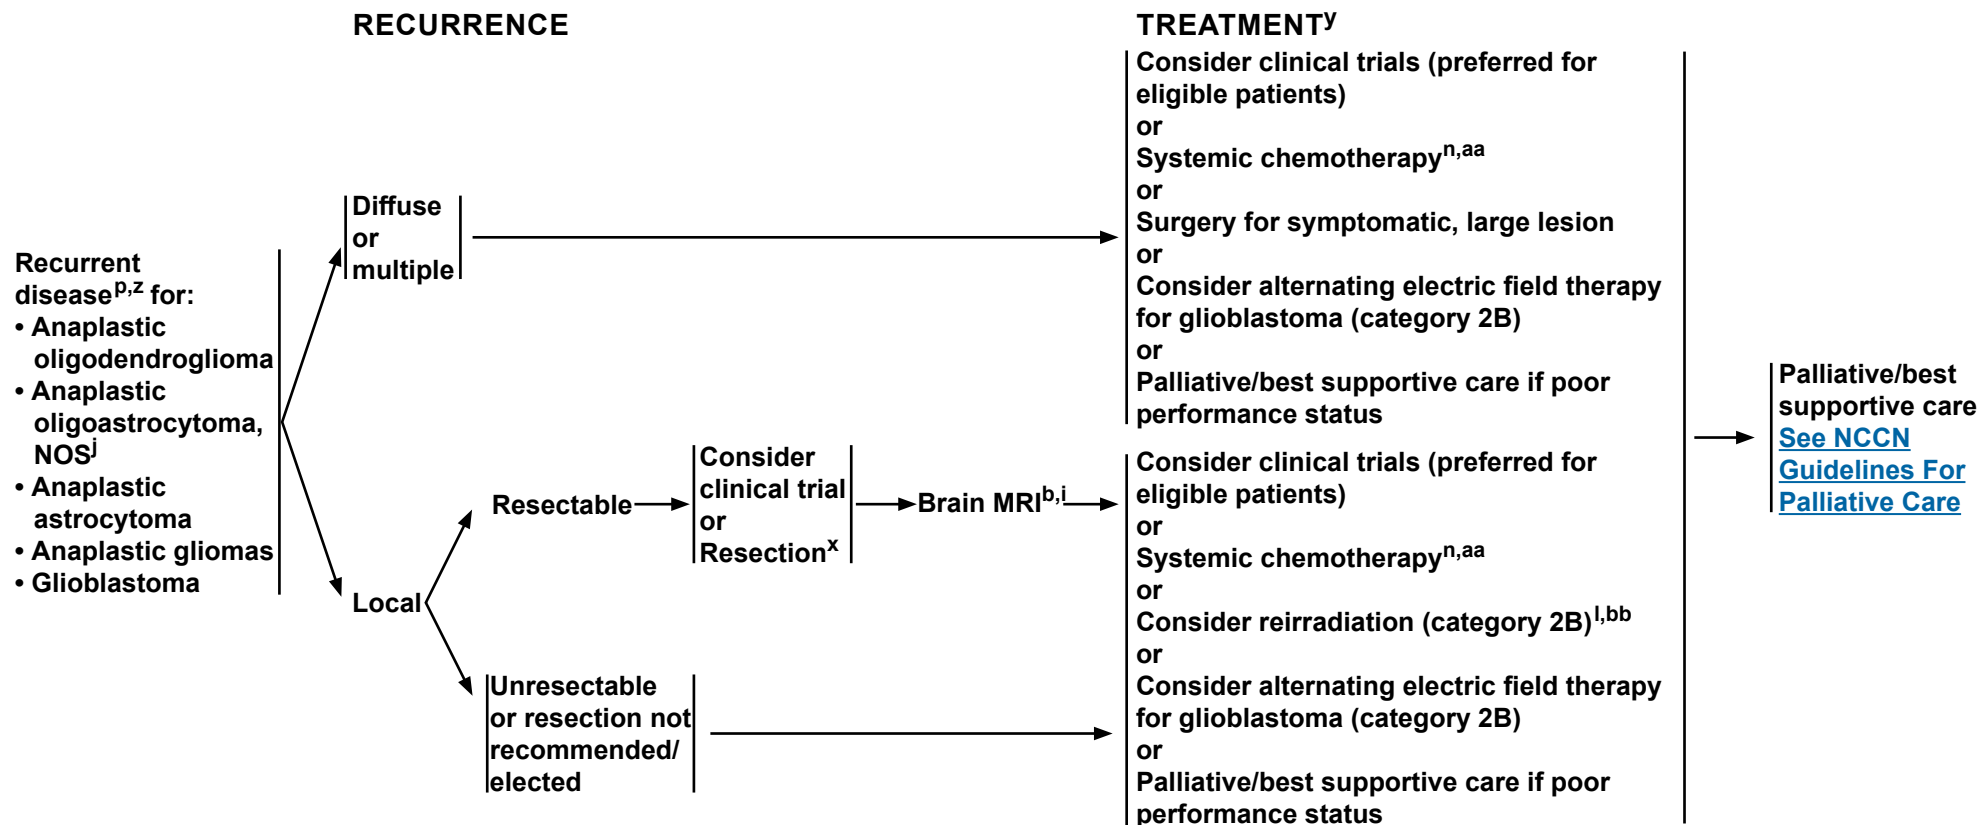 RECURRENCE
TREATMENTy
Recurrent
diseasep,z for:
• Anaplastic
oligodendroglioma
• Anaplastic
oligoastrocytoma,
NOSj
• Anaplastic
astrocytoma
• Anaplastic gliomas
• Glioblastoma
Diffuse
or
multiple
Consider clinical trials (preferred for
eligible patients)
or
Systemic chemotherapyn,aa
or
Surgery for symptomatic, large lesion
or
Consider alternating electric field therapy
for glioblastoma (category 2B)
or
Palliative/best supportive care if poor
performance status
Local
Resectable
Consider
clinical trial
or
Resectionx
Brain MRIb,i
Unresectable
or resection not
recommended/
elected
Consider clinical trials (preferred for
eligible patients)
or
Systemic chemotherapyn,aa
or
Consider reirradiation (category 2B)l,bb
or
Consider alternating electric field therapy
for glioblastoma (category 2B)
or
Palliative/best supportive care if poor
performance status
Palliative/best
supportive care
See NCCN
Guidelines For
Palliative Care